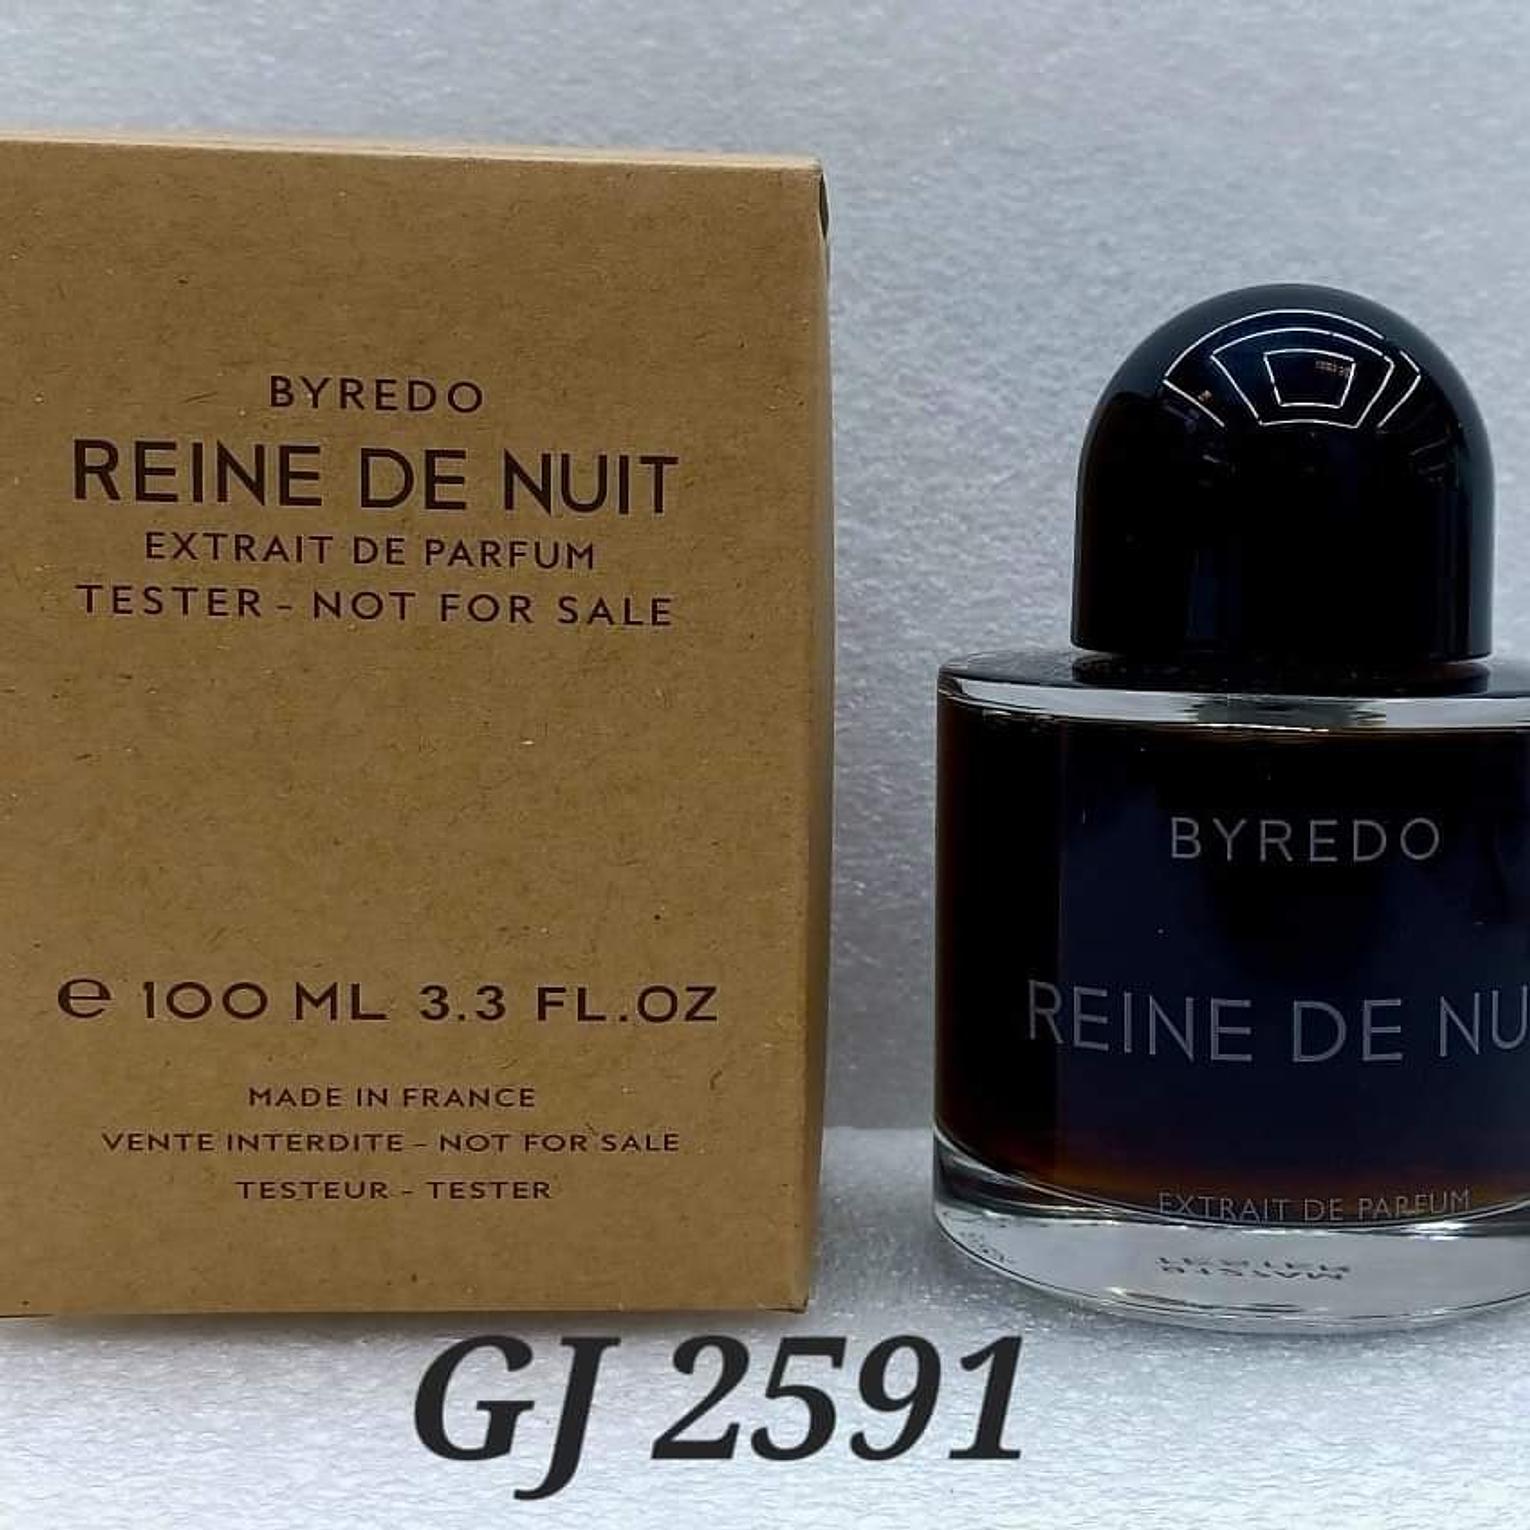 BYREDO
REINE DE NUIT
EXTRAIT DE PARFUM
TESTER - NOT FOR SALE
e 100 ML 3.3 FL.OZ
MADE IN FRANCE
VENTE INTERDITE - NOT FOR SALE
TESTEUR - TESTER
BYREDO
REINE DE NU
EXTRAIT DE PARFUM
GJ 2591